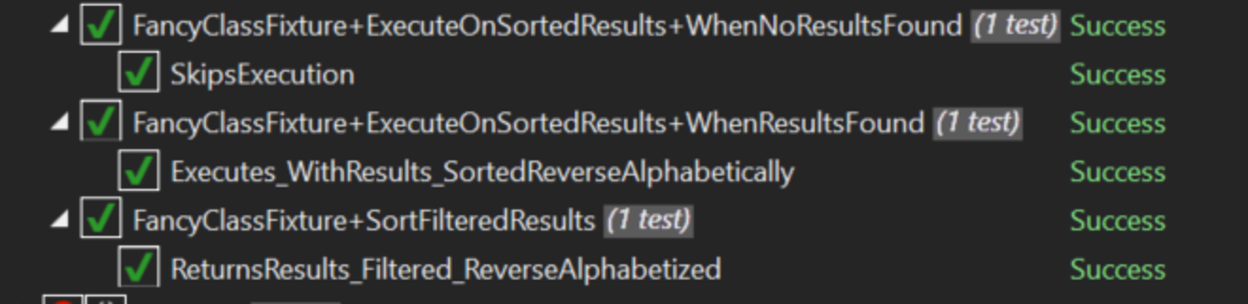 FancyClassFixture+ExecuteOnSortedResults+WhenNoResultsFound (1 test) Success
SkipsExecution Success
FancyClassFixture+ExecuteOnSortedResults+WhenResultsFound (1 test) Success
Executes_WithResults_SortedReverseAlphabetically Success
FancyClassFixture+SortFilteredResults (1 test) Success
ReturnsResults_Filtered_ReverseAlphabetized Success